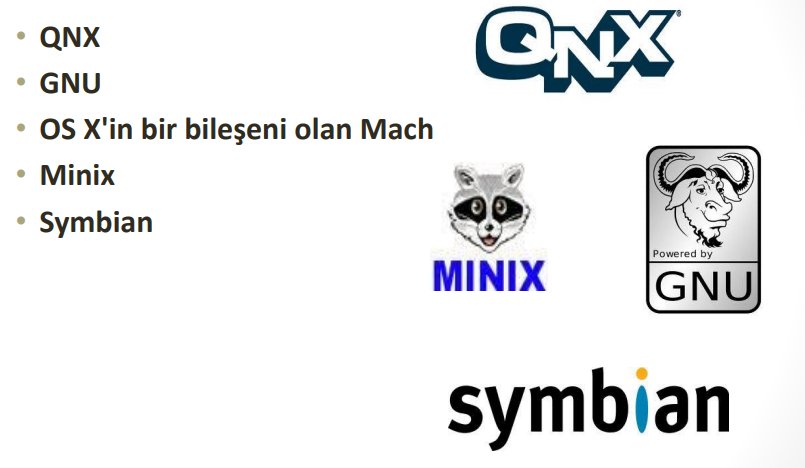 QNX
GNU
OS X'in bir bileşeni olan Mach
Minix
Symbian
QNX
MINIX
Powered by
GNU
symbian